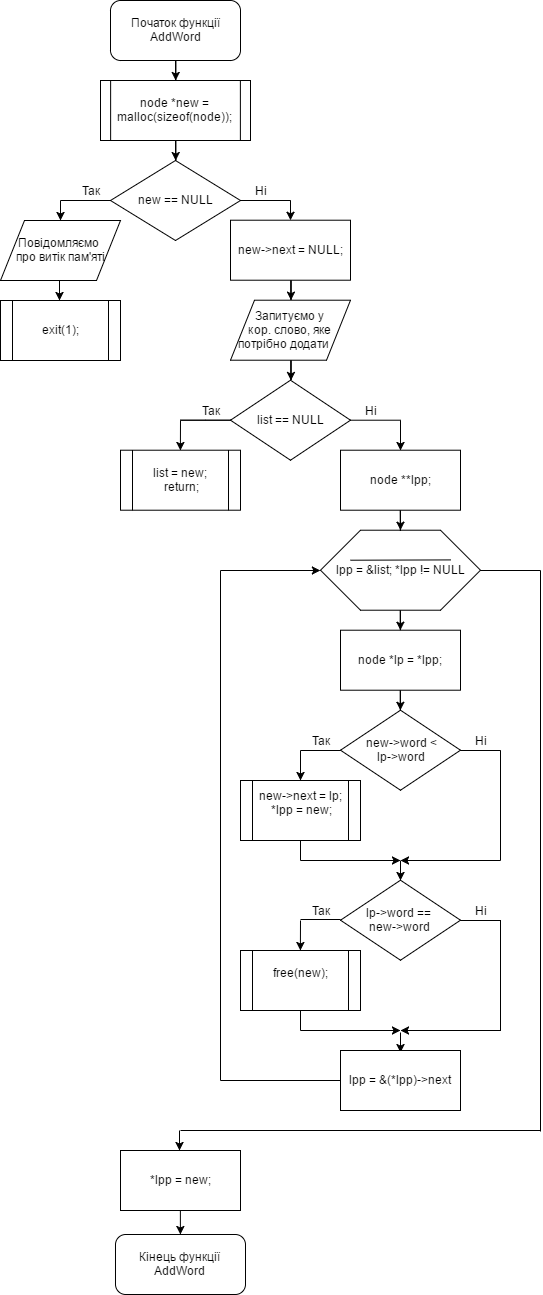 Початок функції
AddWord
node *new =
malloc(sizeof(node));
new == NULL
Так
Ні
Повідомляємо
про витік пам'яті
new->next = NULL;
exit(1);
Запитуємо у
кор. слово, яке
потрібно додати
list == NULL
Так
Ні
list = new;
return;
node **lpp;
lpp = &list; *lpp != NULL
node *lp = *lpp;
new->word <
lp->word
Так
Ні
new->next = lp;
*lpp = new;
lp->word ==
new->word
Так
Ні
free(new);
lpp = &(*lpp)->next
*lpp = new;
Кінець функції
AddWord